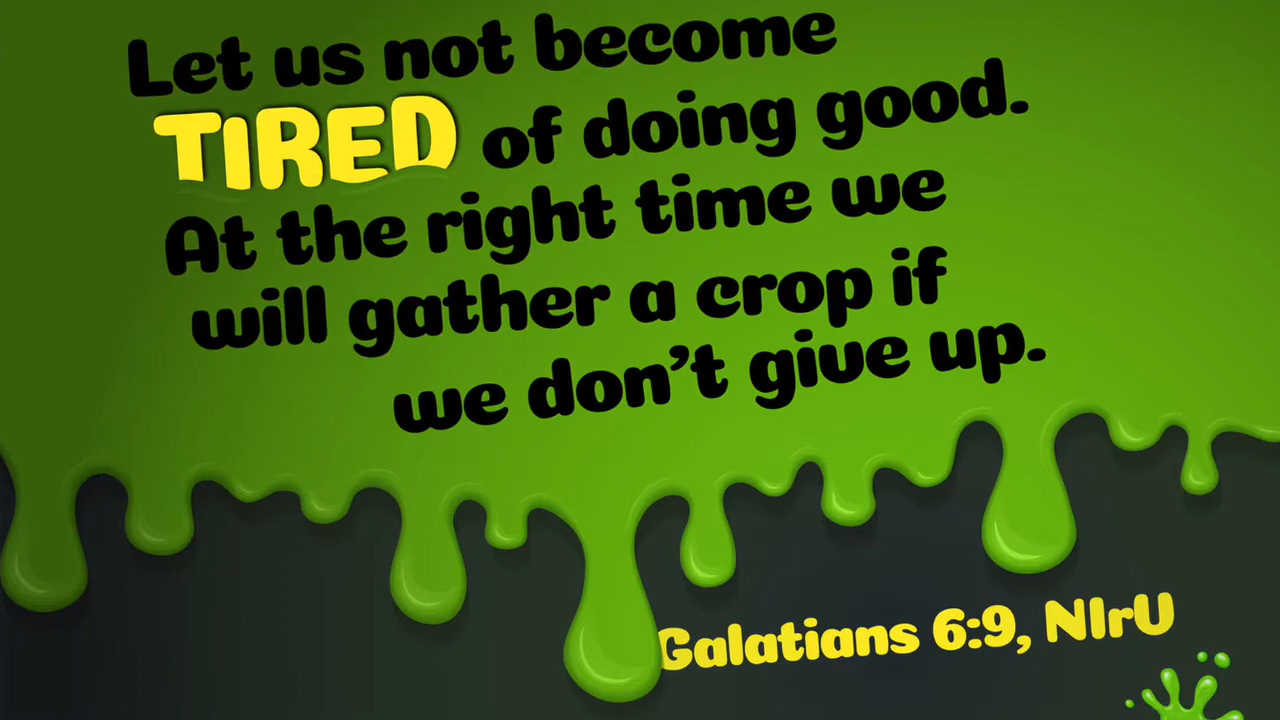 Let us not become
TIRED of doing good.
At the right time we
will gather a crop if
we don't give up.
Galatians 6:9, NIrV